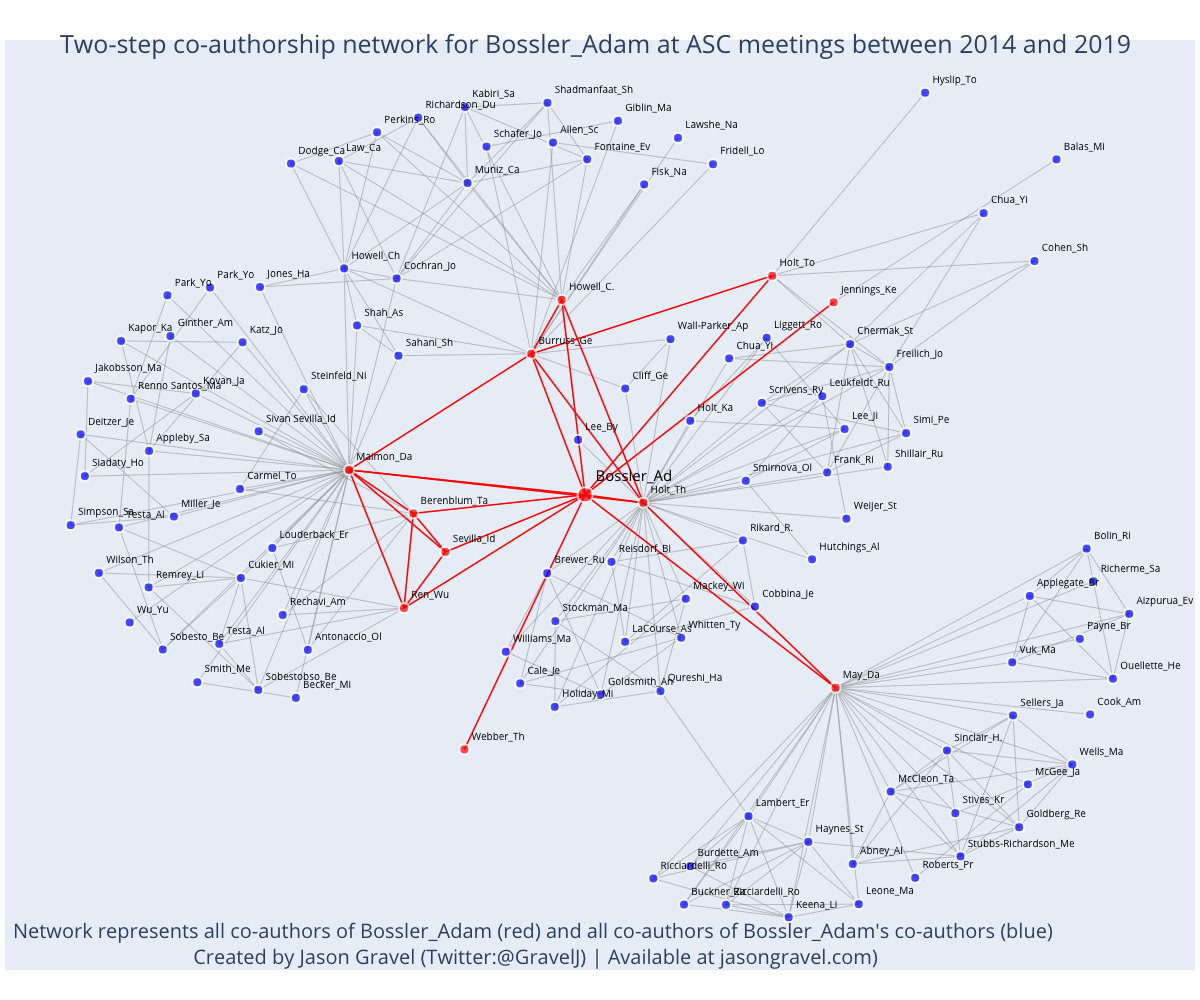 Two-step co-authorship network for Bossler_Adam at ASC meetings between 2014 and 2019
Hyslip_To
Kabiri_Sa
Shadmanfaat_Sh
Richardson_Du
Giblin_Ma
Perkins_Ro
Lawshe_Na
Schafer_Jo
Allen_Sc
Dodge_Ca
Law_Ca
Fontaine_Ev
Fridell_Lo
Balas_Mi
Muniz_Ca
Fisk_Na
Chua_Yi
Howell_Ch
Cochran_Jo
Holt_To
Cohen_Sh
Park_Yo
Park_Yo
Jones_Ha
Howell_C.
Jennings_Ke
Shah_As
Kapor_Ka
Ginther_Am
Katz_Jo
Sahani_Sh
Burruss_Ge
Wall-Parker_Ap
Liggett_Ro
Chermak_St
Chua_Yi
Freilich_Jo
Jakobsson_Ma
Renno Santos_Ma
Kovan_Ja
Steinfeld_Ni
Cliff_Ge
Scrivens_Ry
Leukfeldt_Ru
Deitzer_Je
Sivan Sevilla_Id
Holt_Ka
Lee_Ji
Simi_Pe
Appleby_Sa
Lee_By
Siadaty_Ho
Maimon_Da
Frank_Ri
Shillair_Ru
Carmel_To
Bossler_Ad
Holt_Th
Smirnova_Ol
Simpson_Sa
Testa_Al
Miller_Je
Berenblum_Ta
Weijer_St
Louderback_Er
Sevilla_Id
Rikard_R.
Hutchings_Al
Bolin_Ri
Wilson_Th
Cukier_Mi
Brewer_Ru
Reisdorf_Bi
Richerme_Sa
Remrey_Li
Applegate_Br
Ren_Wu
Mackey_Wi
Cobbina_Je
Aizpurua_Ev
Wu_Yu
Rechavi_Am
Stockman_Ma
Payne_Br
Sobesto_Be
Testa_Al
Antonaccio_Ol
Williams_Ma
LaCourse_As
Whitten_Ty
Vuk_Ma
Smith_Me
Sobestobso_Be
Becker_Mi
Cale_Je
Holiday_Mi
Goldsmith_An
Qureshi_Ha
May_Da
Ouellette_He
Sellers_Ja
Cook_Am
Webber_Th
Sinclair_H.
Wells_Ma
McCleon_Ta
McGee_Ja
Lambert_Er
Stives_Kr
Goldberg_Re
Haynes_St
Stubbs-Richardson_Me
Burdette_Am
Abney_Al
Ricciardelli_Ro
Roberts_Pr
Ricciardelli_Ro
Leone_Ma
Keena_Li
Network represents all co-authors of Bossler_Adam (red) and all co-authors of Bossler_Adam's co-authors (blue)
Created by Jason Gravel (Twitter:@GravelJ) | Available at jasongravel.com)